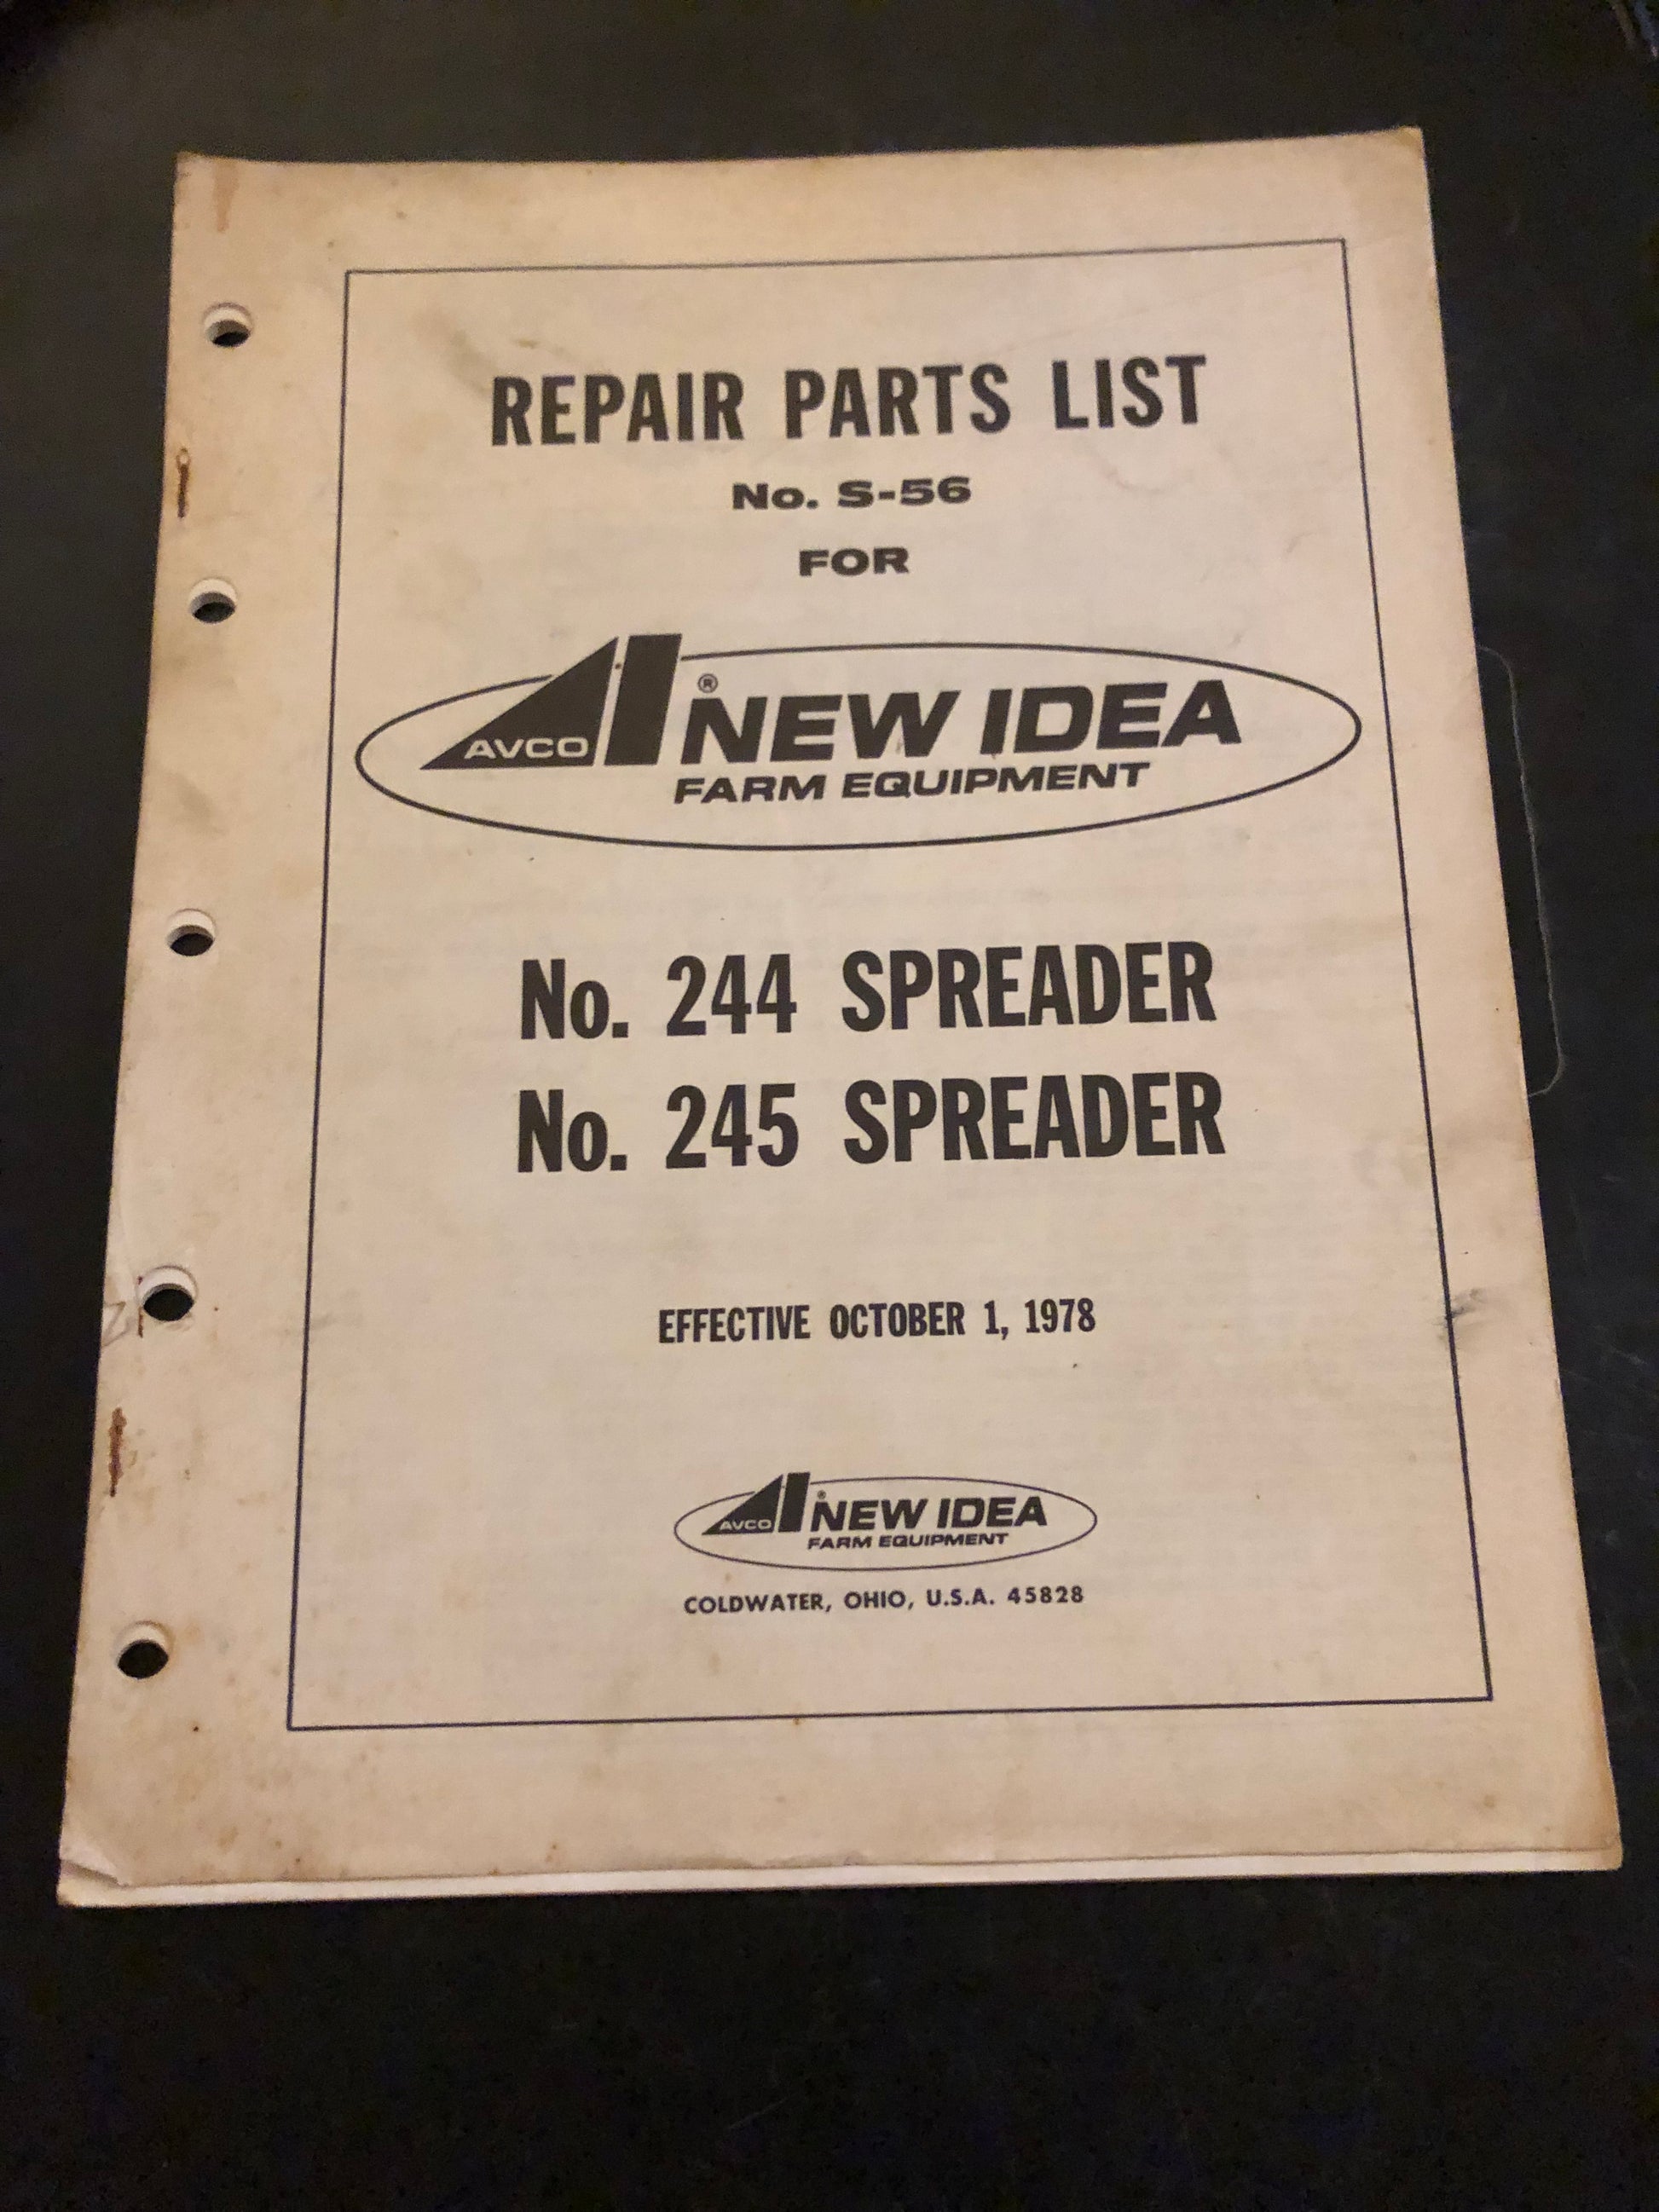 REPAIR PARTS LIST
No. S-56
FOR
AVCO NEW IDEA ®
FARM EQUIPMENT
No. 244 SPREADER
No. 245 SPREADER
EFFECTIVE OCTOBER 1, 1978
AVCO NEW IDEA ®
FARM EQUIPMENT
COLDWATER, OHIO, U.S.A. 45828